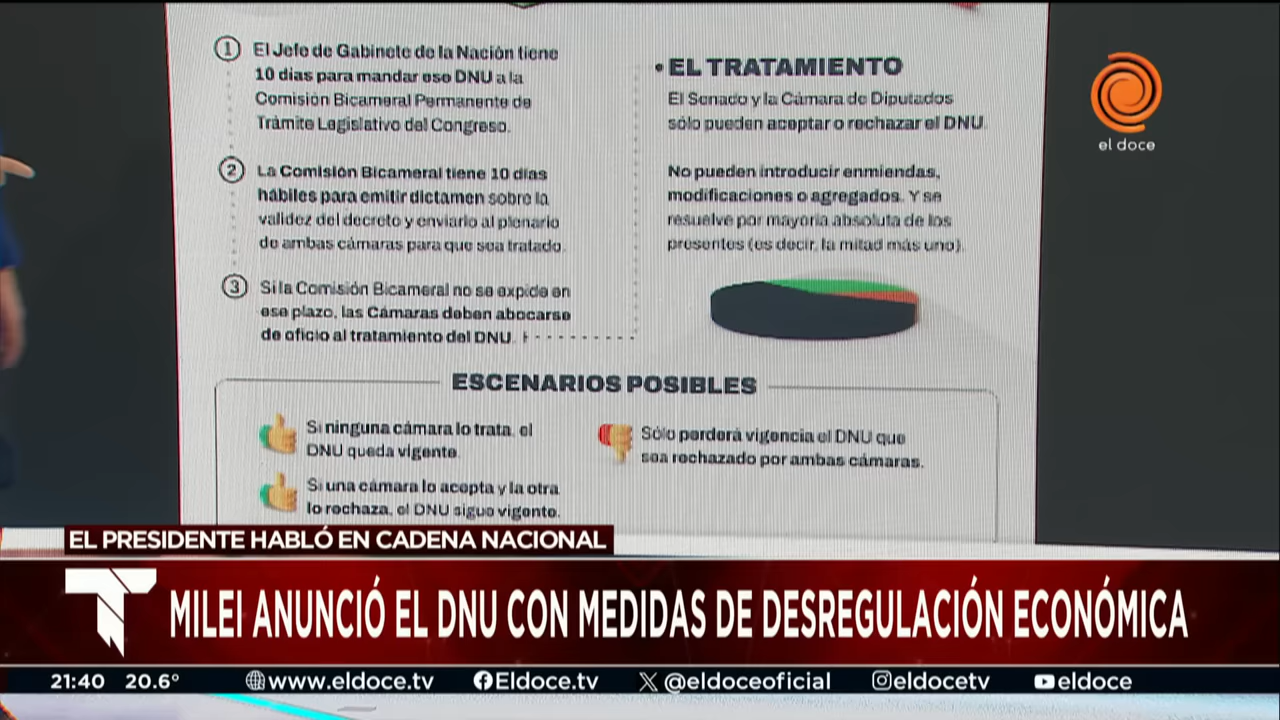 1 El Jefe de Gabinete de la Nación tiene
10 días para mandar ese DNU a la
Comisión Bicameral Permanente de
Trámite Legislativo del Congreso.
2 La Comisión Bicameral tiene 10 días
hábiles para emitir dictamen sobre la
validez del decreto y enviarlo al plenario
de ambas cámaras para que sea tratado.
3 Si la Comisión Bicameral no se expide en
ese plazo, las Cámaras deben abocarse
de oficio al tratamiento del DNU.
• EL TRATAMIENTO
El Senado y la Cámara de Diputados
sólo pueden aceptar o rechazar el DNU.
No pueden introducir enmiendas,
modificaciones o agregados. Y se
resuelve por mayoría absoluta de los
presentes (es decir, la mitad más uno).
ESCENARIOS POSIBLES
Si ninguna cámara lo trata, el
DNU queda vigente.
Si una cámara lo acepta y la otra
lo rechaza, el DNU sigue vigente.
Sólo perderá vigencia el DNU que
sea rechazado por ambas cámaras.
el doce
EL PRESIDENTE HABLÓ EN CADENA NACIONAL
MILEI ANUNCIÓ EL DNU CON MEDIDAS DE DESREGULACIÓN ECONÓMICA
21:40 20.6° www.eldoce.tv Eldoce.tv @eldoceoficial eldocetv eldoce